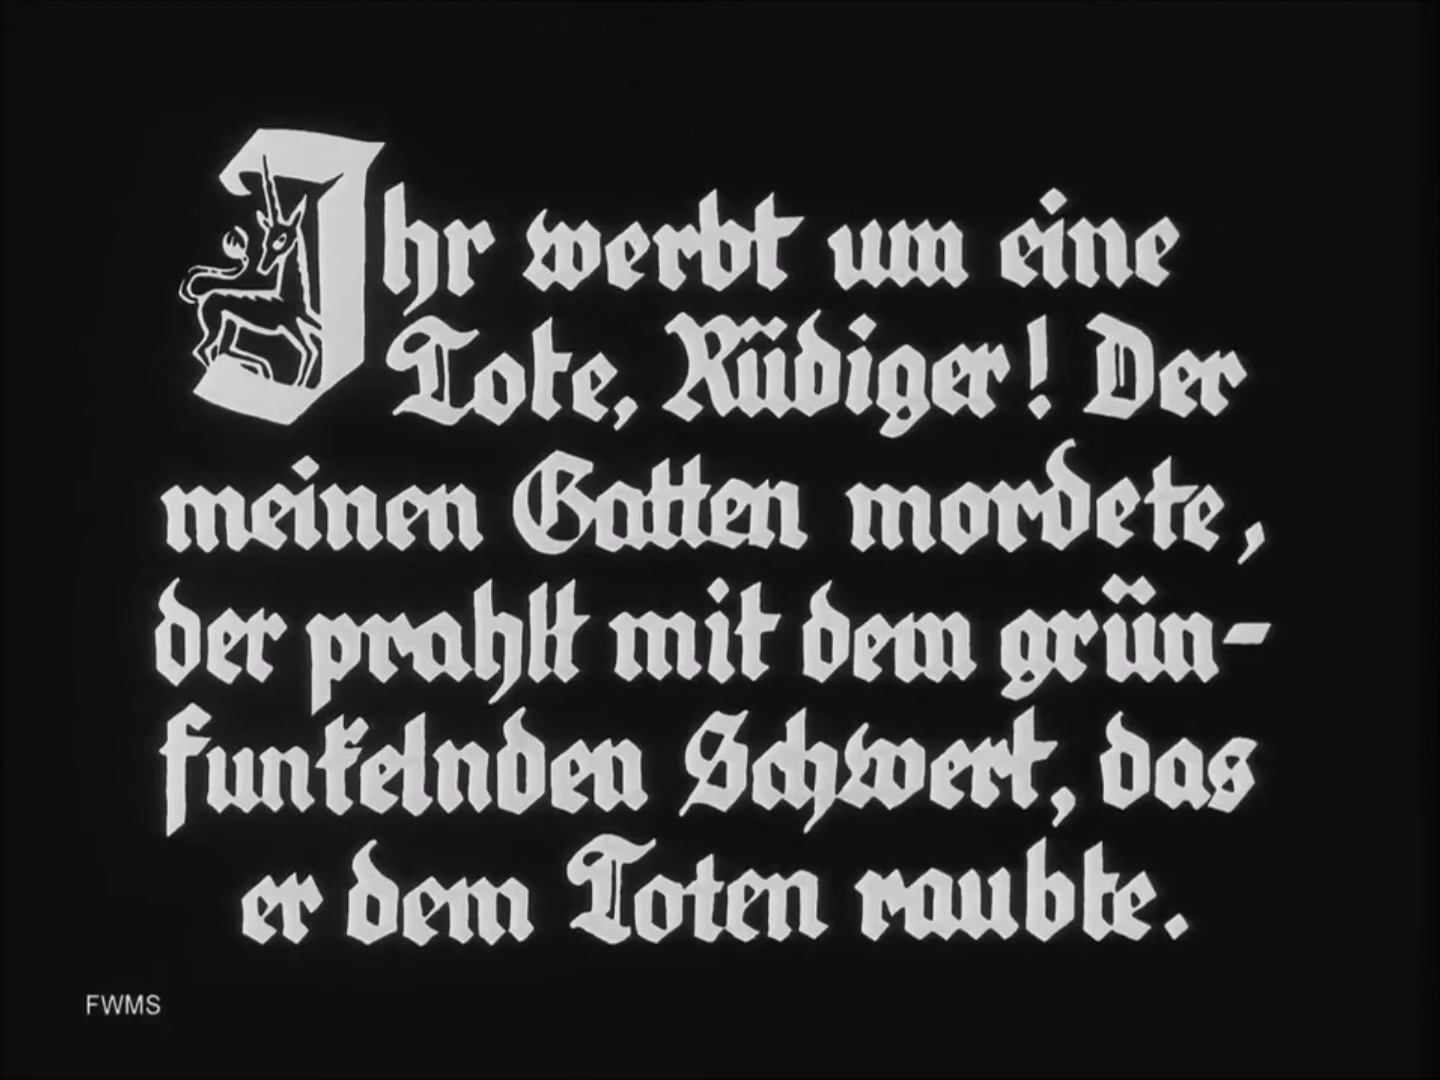 Ihr werbt um eine
Tote, Rüdiger! Der
meinen Gatten mordete,
der prahlt mit dem grün-
funkelnden Schwert, das
er dem Toten raubte.
FWMS